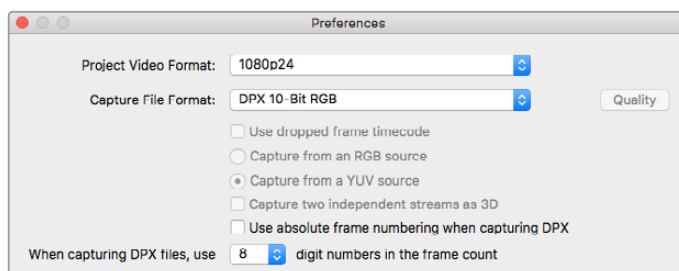 Preferences
Project Video Format: 1080p24
Capture File Format: DPX 10-Bit RGB Quality
Use dropped frame timecode
Capture from an RGB source
Capture from a YUV source
Capture two independent streams as 3D
Use absolute frame numbering when capturing DPX
When capturing DPX files, use 8 digit numbers in the frame count